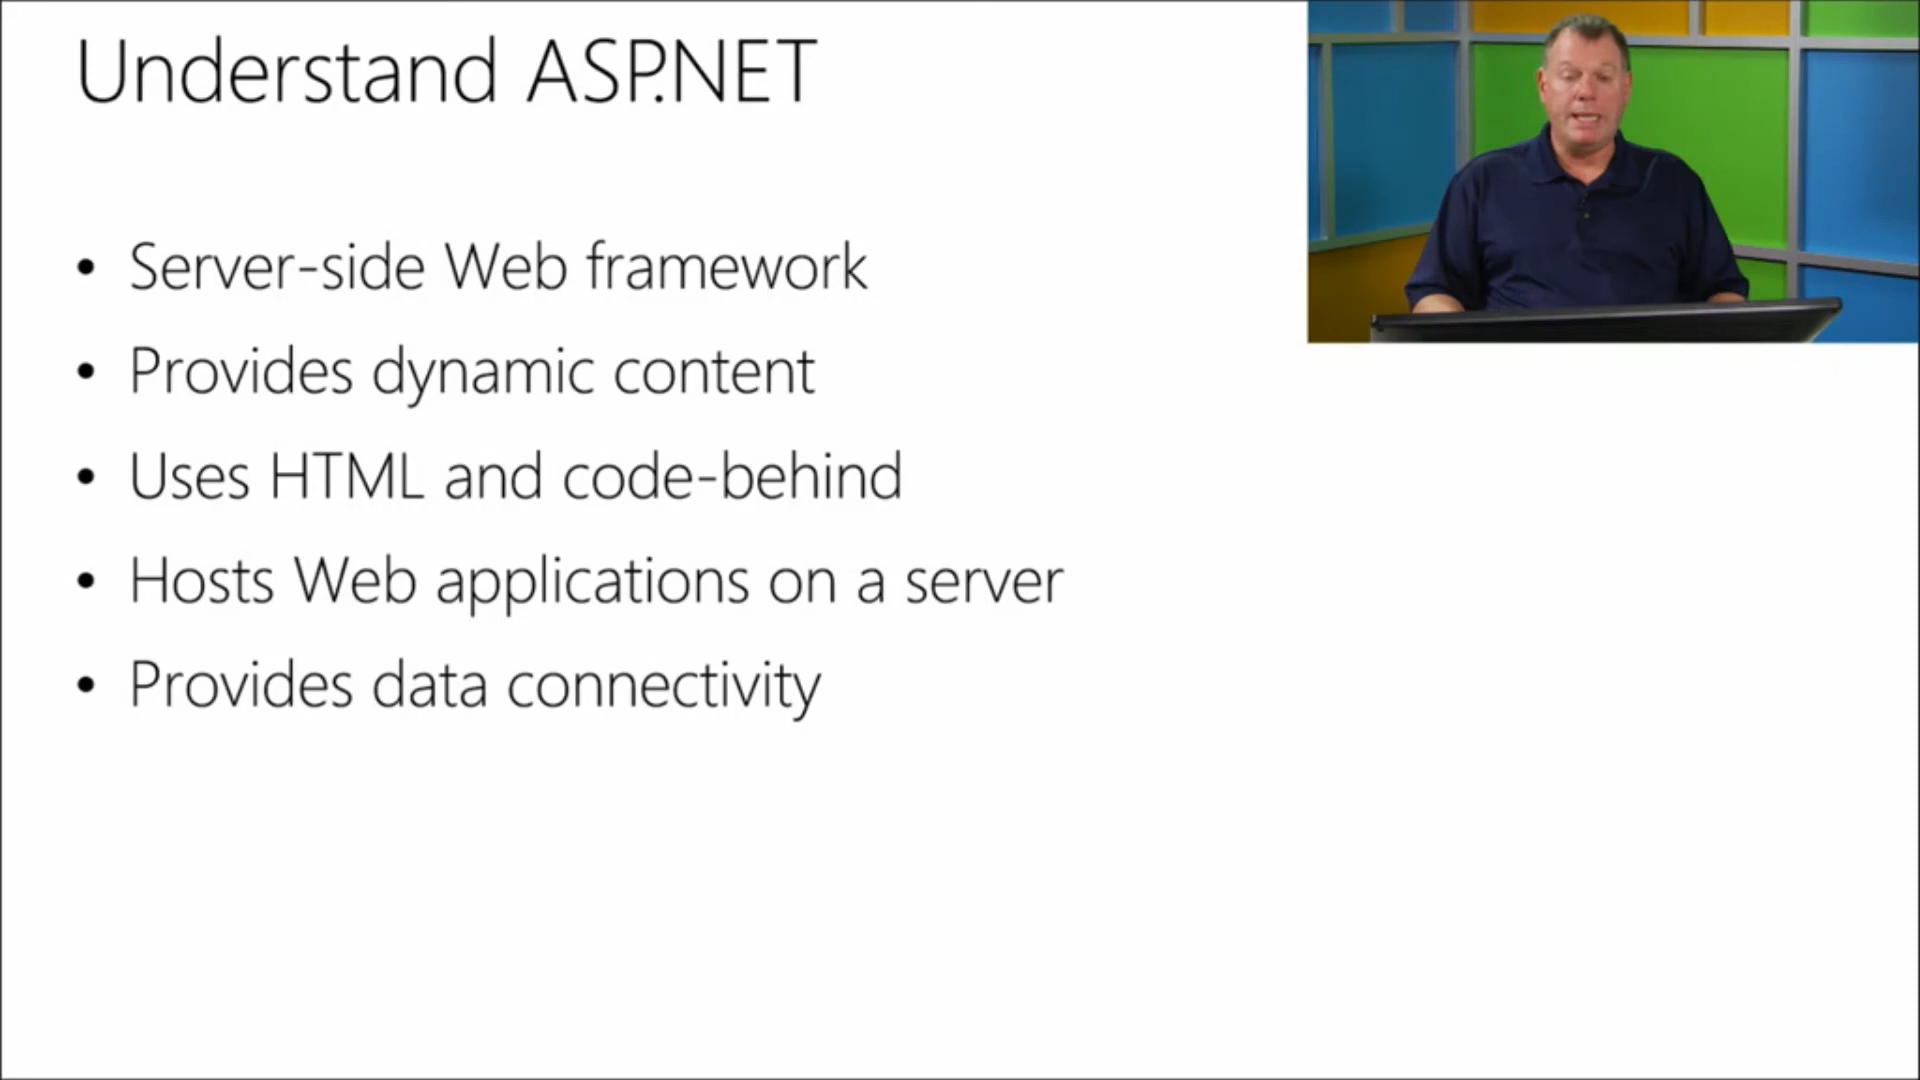 Understand ASP.NET
• Server-side Web framework
• Provides dynamic content
• Uses HTML and code-behind
• Hosts Web applications on a server
• Provides data connectivity